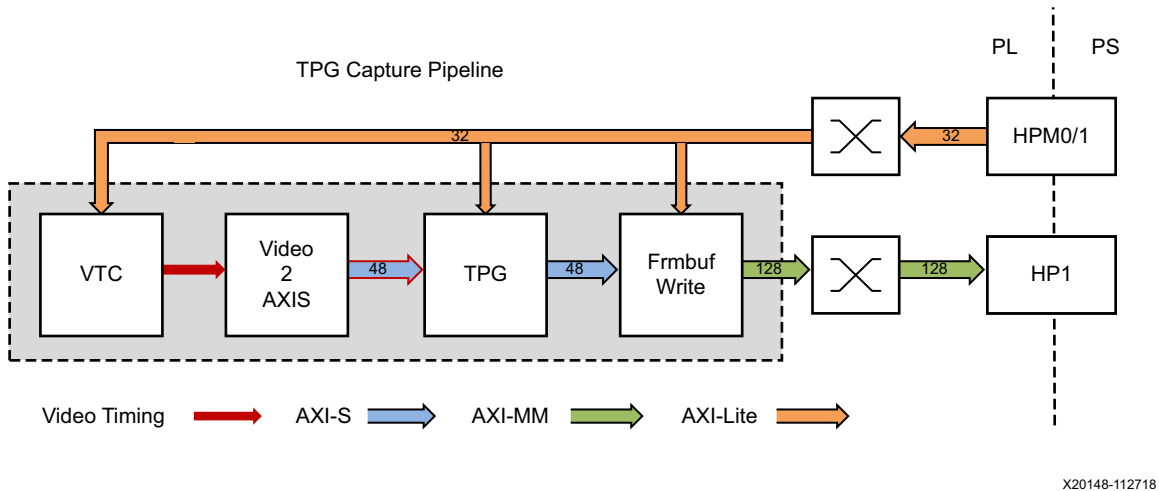 PL
PS
TPG Capture Pipeline
32
32
HPM0/1
VTC
Video
2
AXIS
48
TPG
48
Frmbuf
Write
128
128
HP1
Video Timing
AXI-S
AXI-MM
AXI-Lite
X20148-112718